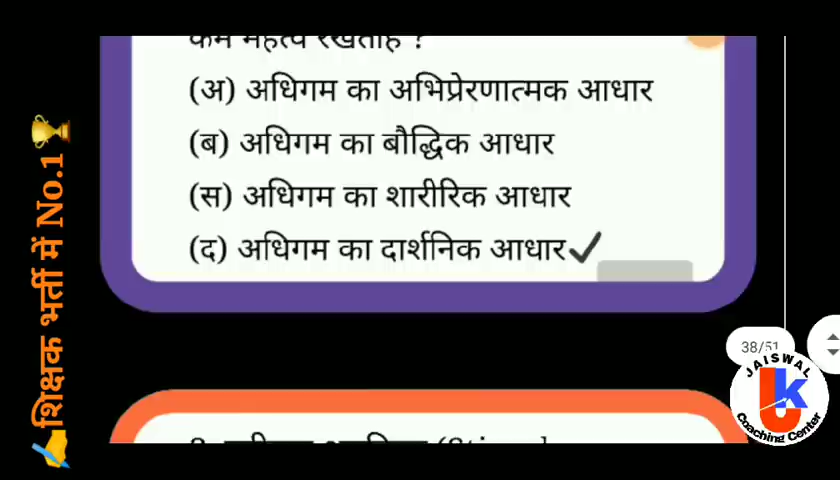 (अ) अधिगम का अभिप्रेरणात्मक आधार
(ब) अधिगम का बौद्धिक आधार
(स) अधिगम का शारीरिक आधार
(द) अधिगम का दार्शनिक आधार✓
✍️शिक्षक भर्ती में No.1🏆
38/51
JAISWAL
UK
Coaching Center